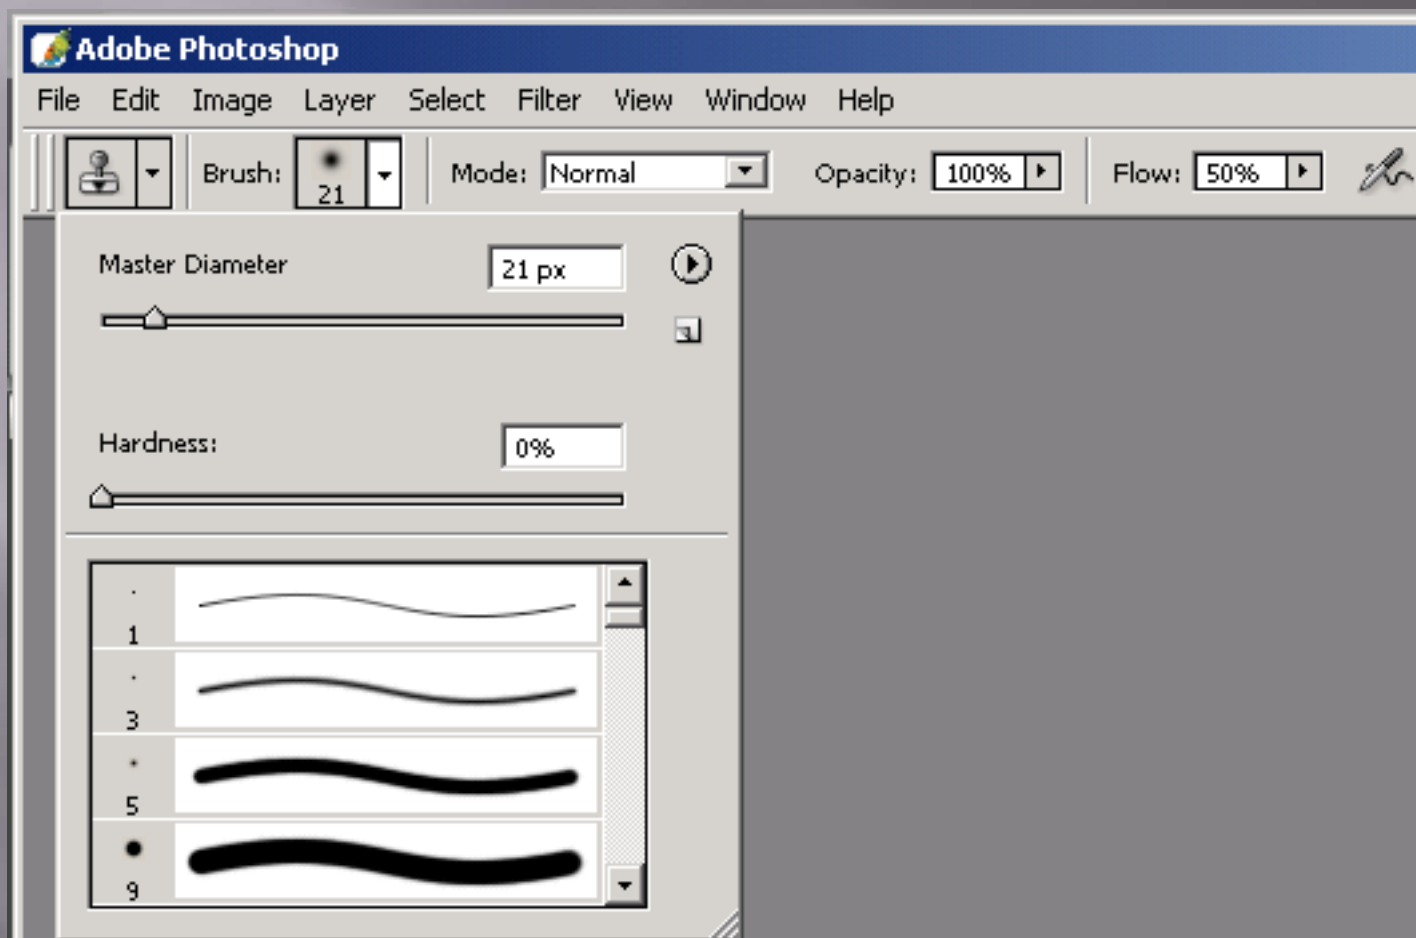 Adobe Photoshop
File Edit Image Layer Select Filter View Window Help
Brush: 21 Mode: Normal Opacity: 100% Flow: 50%
Master Diameter 21 px
Hardness: 0%
1
3
5
9